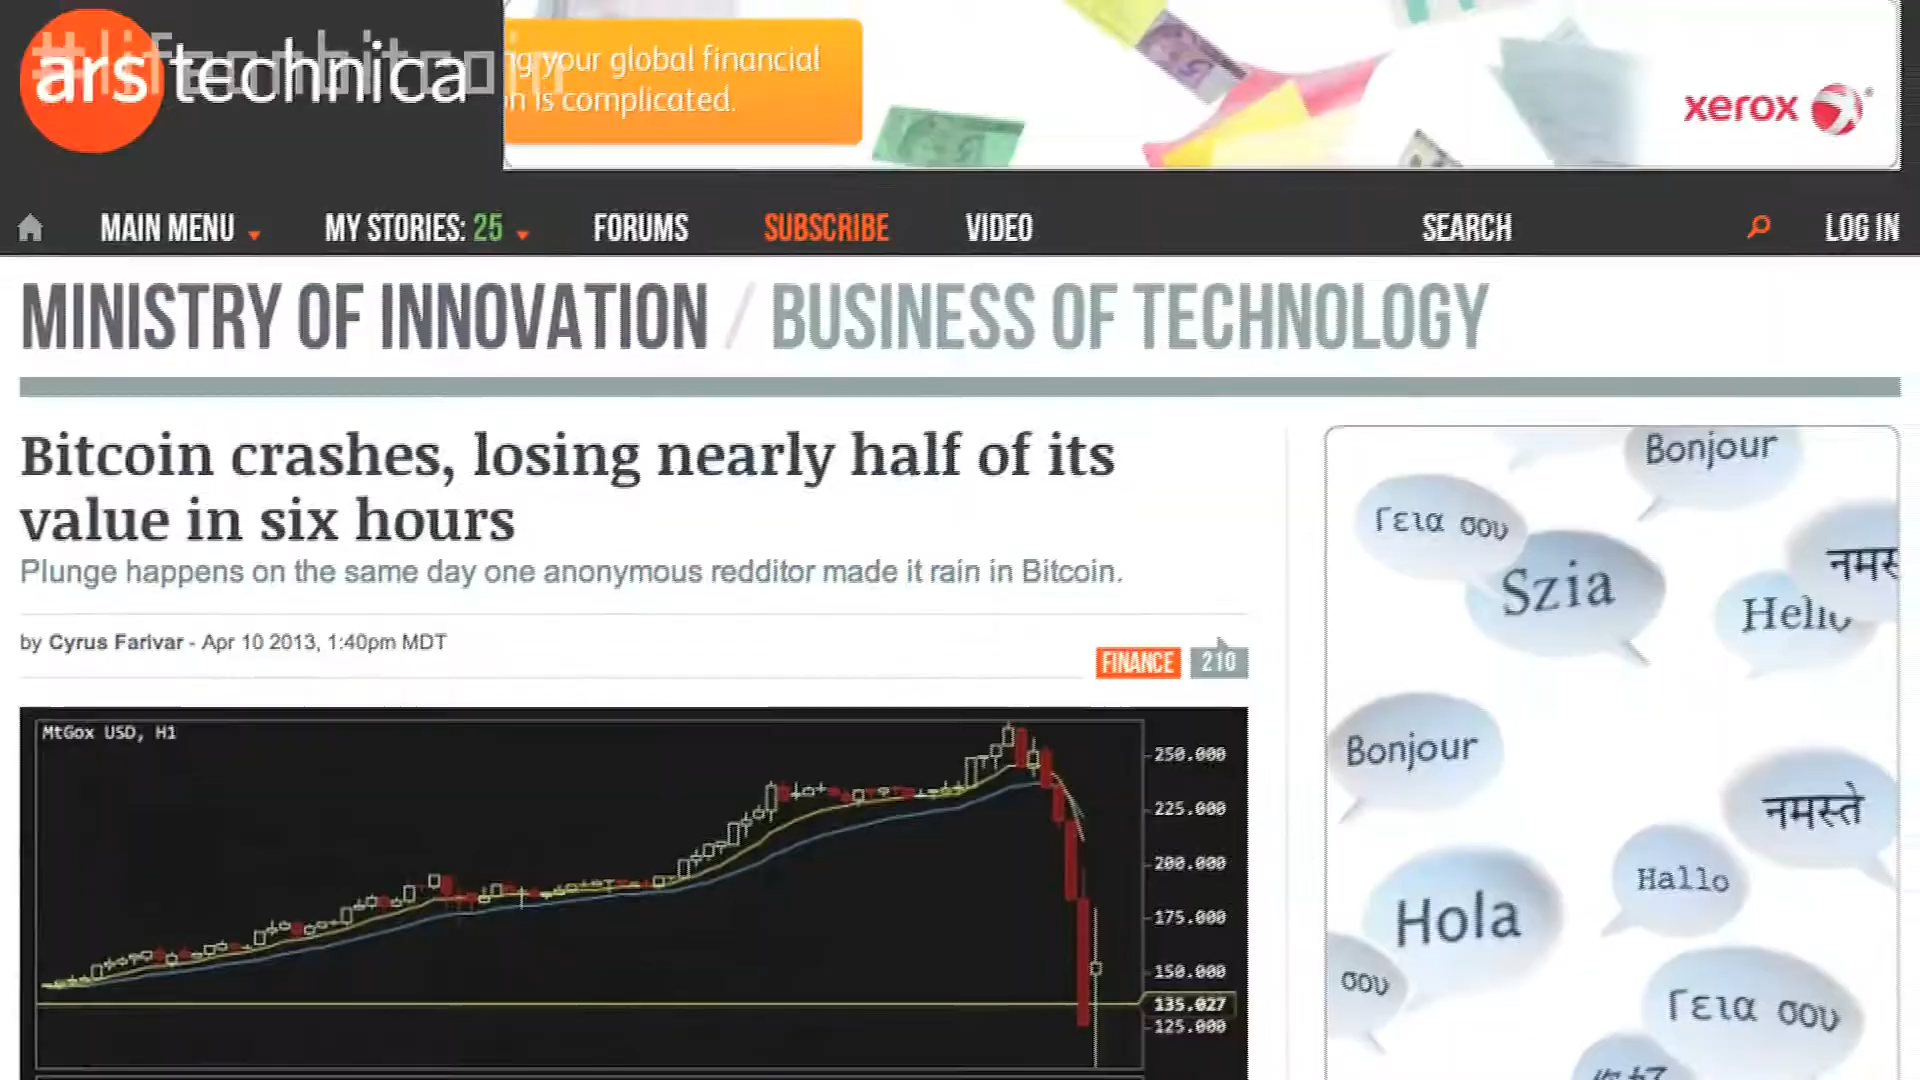 #lifeonbitcoin
ars technica
ng your global financial
n is complicated.
xerox
MAIN MENU
MY STORIES: 25
FORUMS
SUBSCRIBE
VIDEO
SEARCH
LOG IN
MINISTRY OF INNOVATION / BUSINESS OF TECHNOLOGY
Bitcoin crashes, losing nearly half of its
value in six hours
Plunge happens on the same day one anonymous redditor made it rain in Bitcoin.
by Cyrus Farivar - Apr 10 2013, 1:40pm MDT
FINANCE
210
MtGox USD, H1
250.000
225.000
200.000
175.000
150.000
135.027
125.000
Bonjour
Γεια σου
Szia
नमस
Hello
Bonjour
नमस्ते
Hallo
Hola
σου
Γεια σου